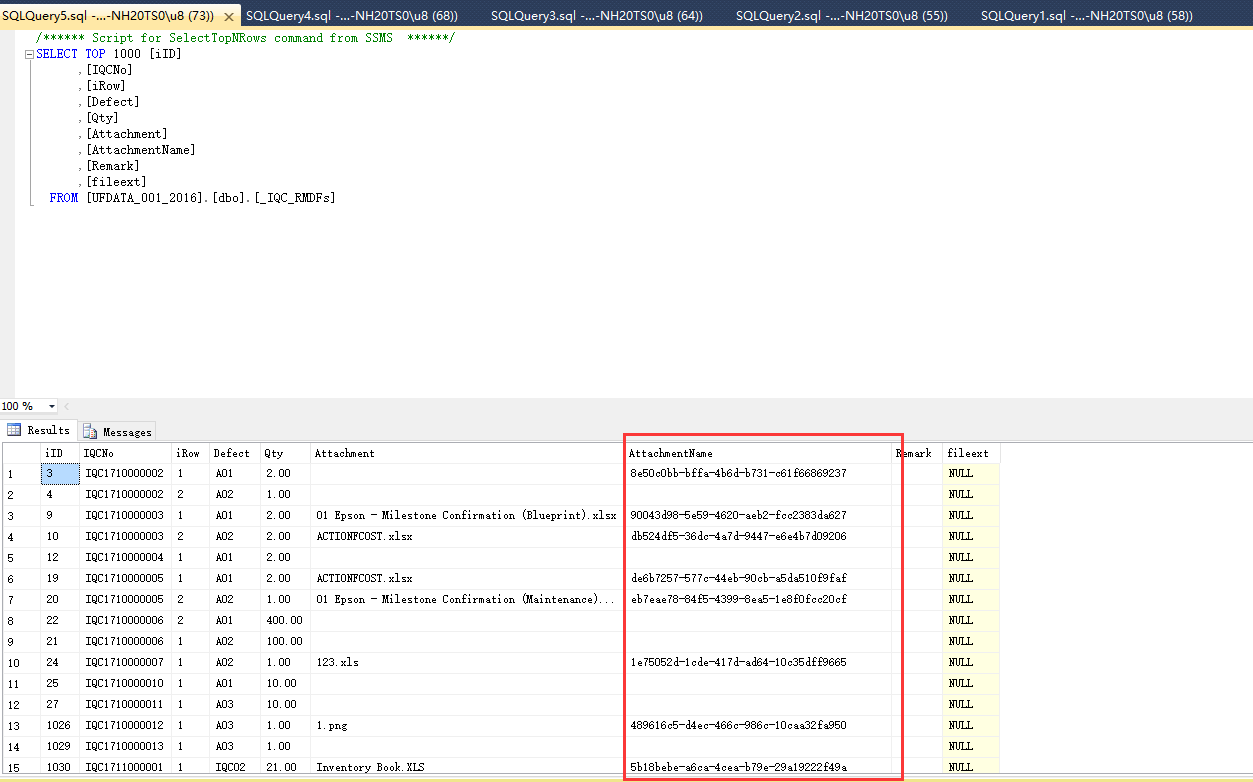 SQLQuery5.sql -...-NH20TS0\u8 (73)) SQLQuery4.sql -...-NH20TS0\u8 (68)) SQLQuery3.sql -...-NH20TS0\u8 (64)) SQLQuery2.sql -...-NH20TS0\u8 (55)) SQLQuery1.sql -...-NH20TS0\u8 (58))
/****** Script for SelectTopNRows command from SSMS  ******/
SELECT TOP 1000 [iID]
,[IQCNo]
,[iRow]
,[Defect]
,[Qty]
,[Attachment]
,[AttachmentName]
,[Remark]
,[fileext]
FROM [UFDATA_001_2016].[dbo].[_IQC_RMDFs]
100 %
Results Messages
iID IQCNo iRow Defect Qty Attachment AttachmentName Remark fileext
1 3 IQC1710000002 1 A01 2.00 8e50c0bb-bffa-4b6d-b731-c61f66869237 NULL
2 4 IQC1710000002 2 A02 1.00 NULL
3 9 IQC1710000003 1 A01 2.00 01 Epson - Milestone Confirmation (Blueprint).xlsx 90043d98-5e59-4620-aeb2-fcc2383da627 NULL
4 10 IQC1710000003 2 A02 2.00 ACTIONFCOST.xlsx db524df5-36dc-4a7d-9447-e6e4b7d09206 NULL
5 12 IQC1710000004 1 A01 2.00 NULL
6 19 IQC1710000005 1 A01 2.00 ACTIONFCOST.xlsx de6b7257-577c-44eb-90cb-a5da510f9faf NULL
7 20 IQC1710000005 2 A02 1.00 01 Epson - Milestone Confirmation (Maintenance)... eb7eae78-84f5-4399-8ea5-1e8f0fcc20cf NULL
8 22 IQC1710000006 2 A01 400.00 NULL
9 21 IQC1710000006 1 A02 100.00 NULL
10 24 IQC1710000007 1 A02 1.00 123.xls 1e75052d-1cde-417d-ad64-10c35dff9665 NULL
11 25 IQC1710000010 1 A01 10.00 NULL
12 27 IQC1710000011 1 A03 10.00 NULL
13 1026 IQC1710000012 1 A03 1.00 1.png 489616c5-d4ec-466c-986c-10caa32fa950 NULL
14 1029 IQC1710000013 1 A03 1.00 NULL
15 1030 IQC1711000001 1 IQC02 21.00 Inventory Book.XLS 5b18bebe-a6ca-4cea-b79e-29a19222f49a NULL